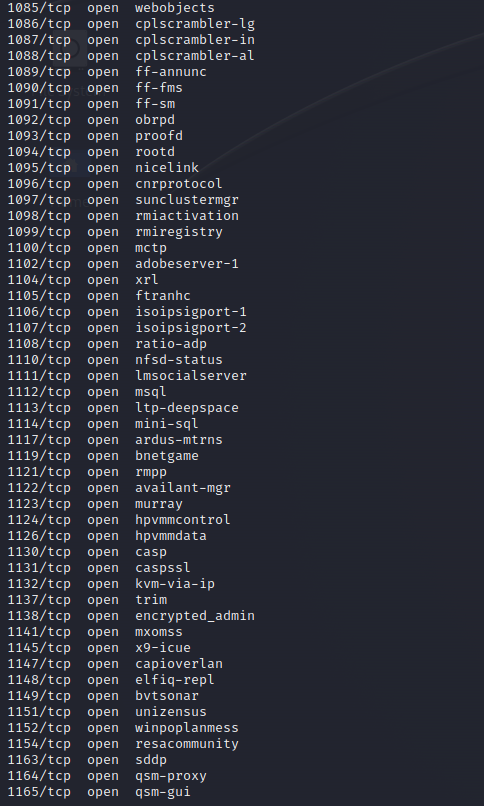 1085/tcp  open  webobjects
1086/tcp  open  cplscrambler-lg
1087/tcp  open  cplscrambler-in
1088/tcp  open  cplscrambler-al
1089/tcp  open  ff-annunc
1090/tcp  open  ff-fms
1091/tcp  open  ff-sm
1092/tcp  open  obrpd
1093/tcp  open  proofd
1094/tcp  open  rootd
1095/tcp  open  nicelink
1096/tcp  open  cnrprotocol
1097/tcp  open  sunclustermgr
1098/tcp  open  rmiactivation
1099/tcp  open  rmiregistry
1100/tcp  open  mctp
1102/tcp  open  adobeserver-1
1104/tcp  open  xrl
1105/tcp  open  ftranhc
1106/tcp  open  isoipsigport-1
1107/tcp  open  isoipsigport-2
1108/tcp  open  ratio-adp
1110/tcp  open  nfsd-status
1111/tcp  open  lmsocialserver
1112/tcp  open  msql
1113/tcp  open  ltp-deepspace
1114/tcp  open  mini-sql
1117/tcp  open  ardus-mtrns
1119/tcp  open  bnetgame
1121/tcp  open  rmpp
1122/tcp  open  availant-mgr
1123/tcp  open  murray
1124/tcp  open  hpvmmcontrol
1126/tcp  open  hpvmmdata
1130/tcp  open  casp
1131/tcp  open  caspssl
1132/tcp  open  kvm-via-ip
1137/tcp  open  trim
1138/tcp  open  encrypted_admin
1141/tcp  open  mxomss
1145/tcp  open  x9-icue
1147/tcp  open  capioverlan
1148/tcp  open  elfiq-repl
1149/tcp  open  bvtsonar
1151/tcp  open  unizensus
1152/tcp  open  winpoplanmess
1154/tcp  open  resacommunity
1163/tcp  open  sddp
1164/tcp  open  qsm-proxy
1165/tcp  open  qsm-gui